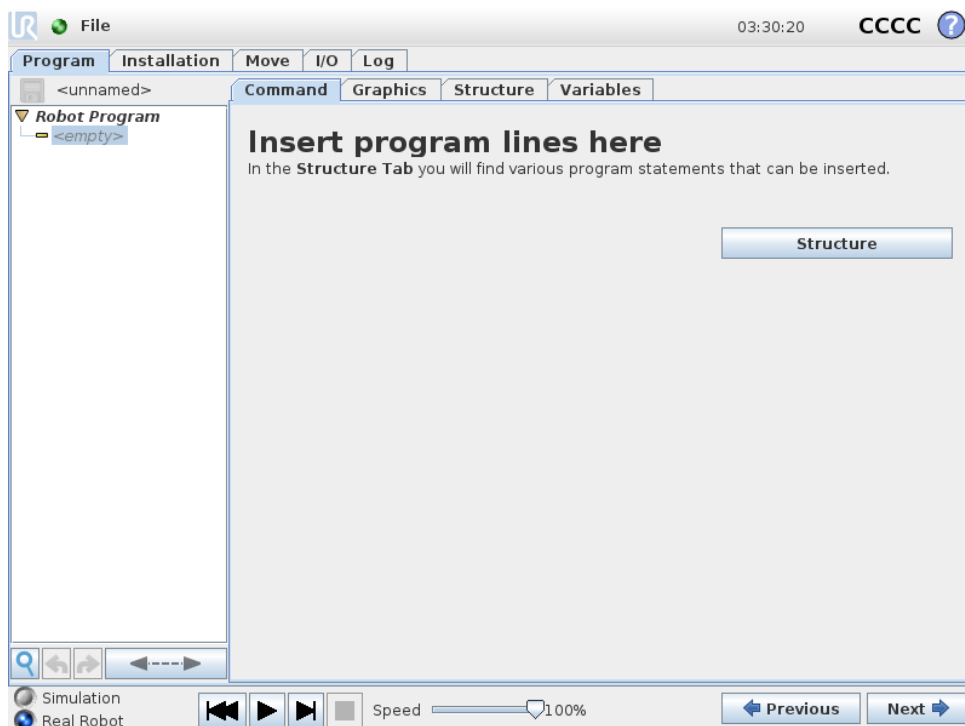 UR File 03:30:20 CCCC ?
Program Installation Move I/O Log
<unnamed>
Command Graphics Structure Variables
Robot Program
<empty>
Insert program lines here
In the Structure Tab you will find various program statements that can be inserted.
Structure
Simulation
Real Robot
Speed 100%
Previous Next